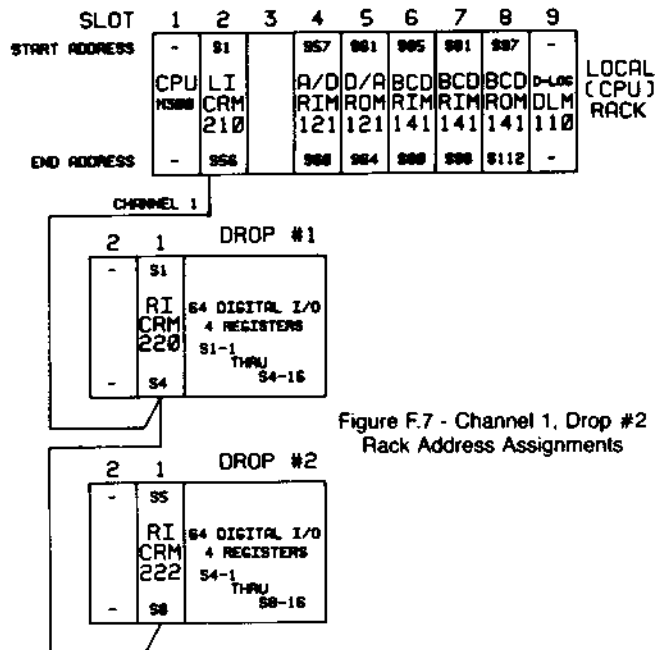 SLOT 1 2 3 4 5 6 7 8 9
START ADDRESS - S1 S57 S61 S81 -
CPU LI A/D D/A BCD BCD BCD D-LOG
CRM RIM ROM RIM RIM ROM DLM
210 121 121 141 141 141 110
END ADDRESS - S56 S64 S112 -
LOCAL
(CPU)
RACK
CHANNEL 1
DROP #1
2 1
- S1
RI
CRM
220
- S4
64 DIGITAL I/O
4 REGISTERS
S1-1
THRU
S4-16
Figure F.7 - Channel 1, Drop #2
Rack Address Assignments
DROP #2
2 1
- S5
RI
CRM
222
- S8
64 DIGITAL I/O
4 REGISTERS
S4-1
THRU
S8-16